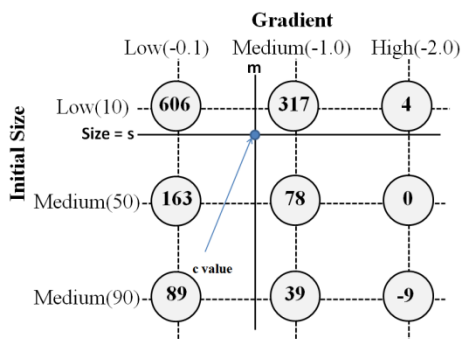 Gradient
Low(-0.1) Medium(-1.0) High(-2.0)
m
Initial Size
Low(10) 606 317 4
Size = s
Medium(50) 163 78 0
c value
Medium(90) 89 39 -9